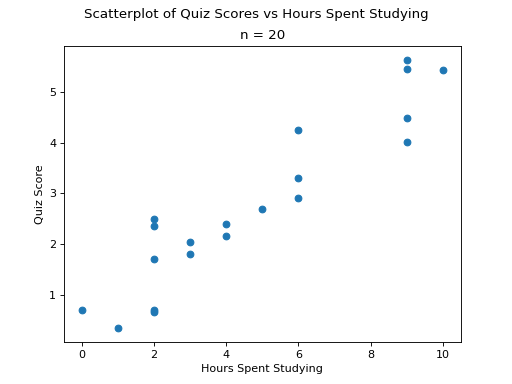 Scatterplot of Quiz Scores vs Hours Spent Studying
n = 20
5
4
3
2
1
Quiz Score
0 2 4 6 8 10
Hours Spent Studying